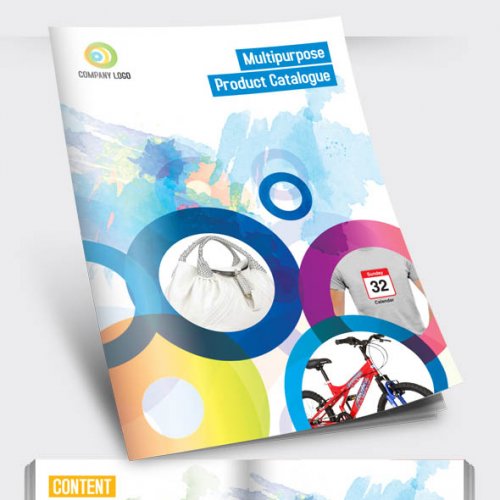 COMPANY LOGO
Multipurpose
Product Catalogue
Sunday
32
Calendar
CONTENT